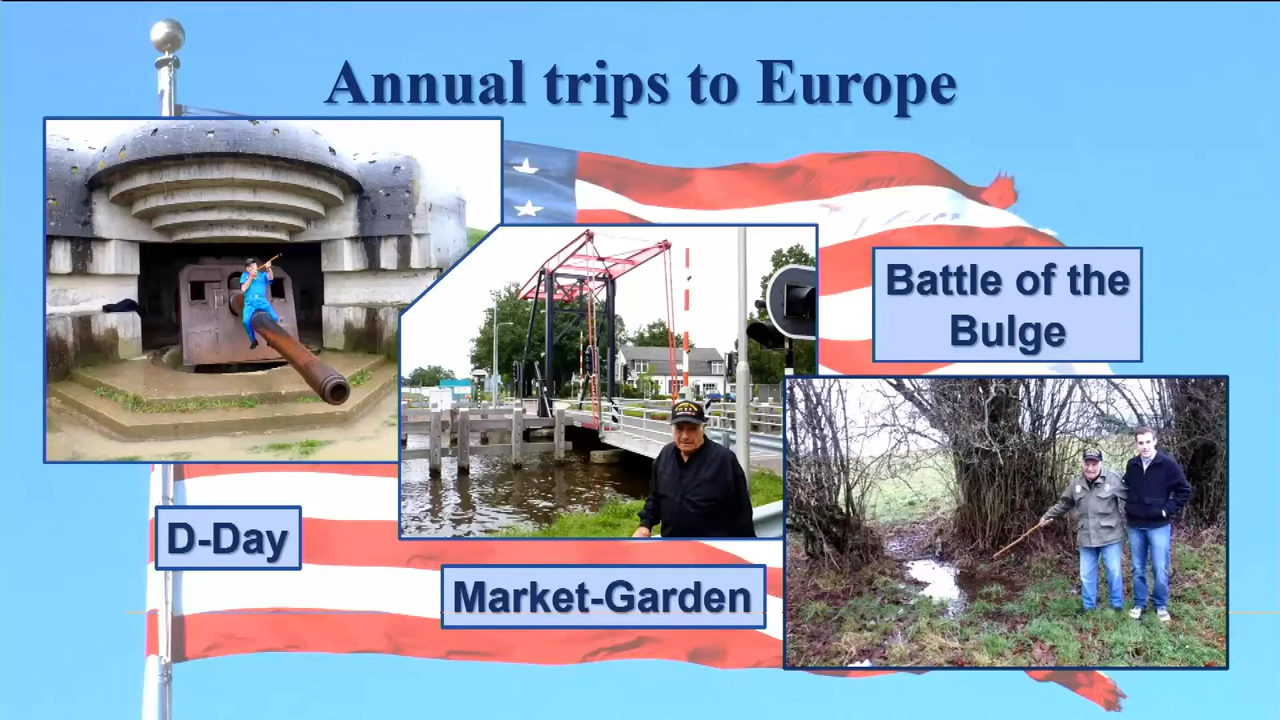 Annual trips to Europe
Battle of the
Bulge
D-Day
Market-Garden